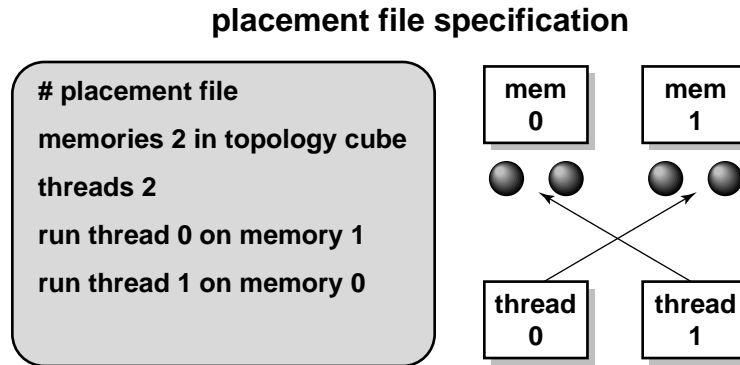 placement file specification
# placement file
memories 2 in topology cube
threads 2
run thread 0 on memory 1
run thread 1 on memory 0
mem
0
mem
1
thread
0
thread
1